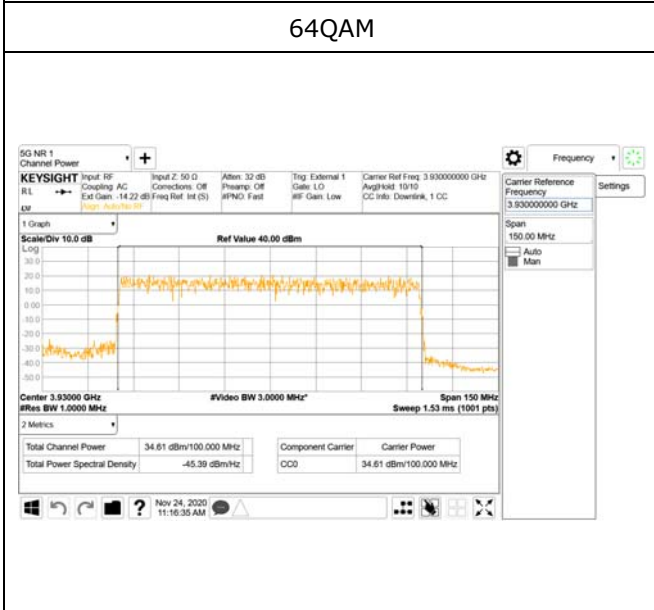 64QAM
5G NR 1
Channel Power
Frequency
KEYSIGHT Input: RF Input Z: 50 Ω Atten: 32 dB Trig: External 1 Carrier Ref Freq: 3.930000000 GHz
RL Coupling: AC Corrections: Off Preamp: Off Gate: LO Avg|Hold: 10/10
Ext Gain: -14.22 dB Freq Ref: Int (S) #PNO: Fast #IF Gain: Low CC Info: Downlink, 1 CC
Align: Auto/No RF
Carrier Reference
Frequency
3.930000000 GHz
Settings
Span
150.00 MHz
Auto
Man
1 Graph
Scale/Div 10.0 dB Ref Value 40.00 dBm
Log
30.0
20.0
10.0
0.00
-10.0
-20.0
-30.0
-40.0
-50.0
Center 3.93000 GHz #Video BW 3.0000 MHz* Span 150 MHz
#Res BW 1.0000 MHz Sweep 1.53 ms (1001 pts)
2 Metrics
Total Channel Power 34.61 dBm/100.000 MHz Component Carrier Carrier Power
Total Power Spectral Density -45.39 dBm/Hz CC0 34.61 dBm/100.000 MHz
? Nov 24, 2020
11:16:35 AM